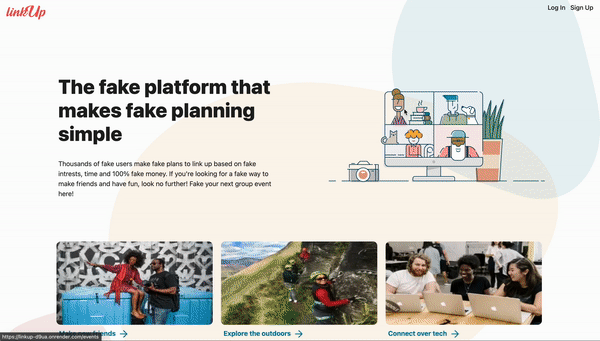 linkUp
Log In Sign Up
The fake platform that
makes fake planning
simple
Thousands of fake users make fake plans to link up based on fake
intrests, time and 100% fake money. If you're looking for a fake way to
make friends and have fun, look no further! Fake your next group event
here!
Make new friends
Explore the outdoors
Connect over tech
https://linkup-d9ua.onrender.com/events